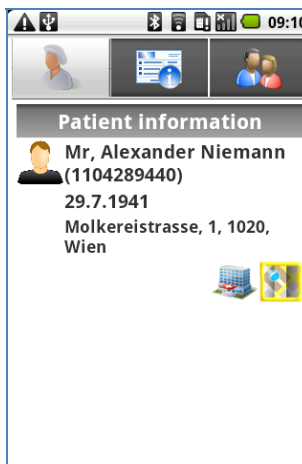 09:10
Patient information
Mr, Alexander Niemann
(1104289440)
29.7.1941
Molkereistrasse, 1, 1020,
Wien